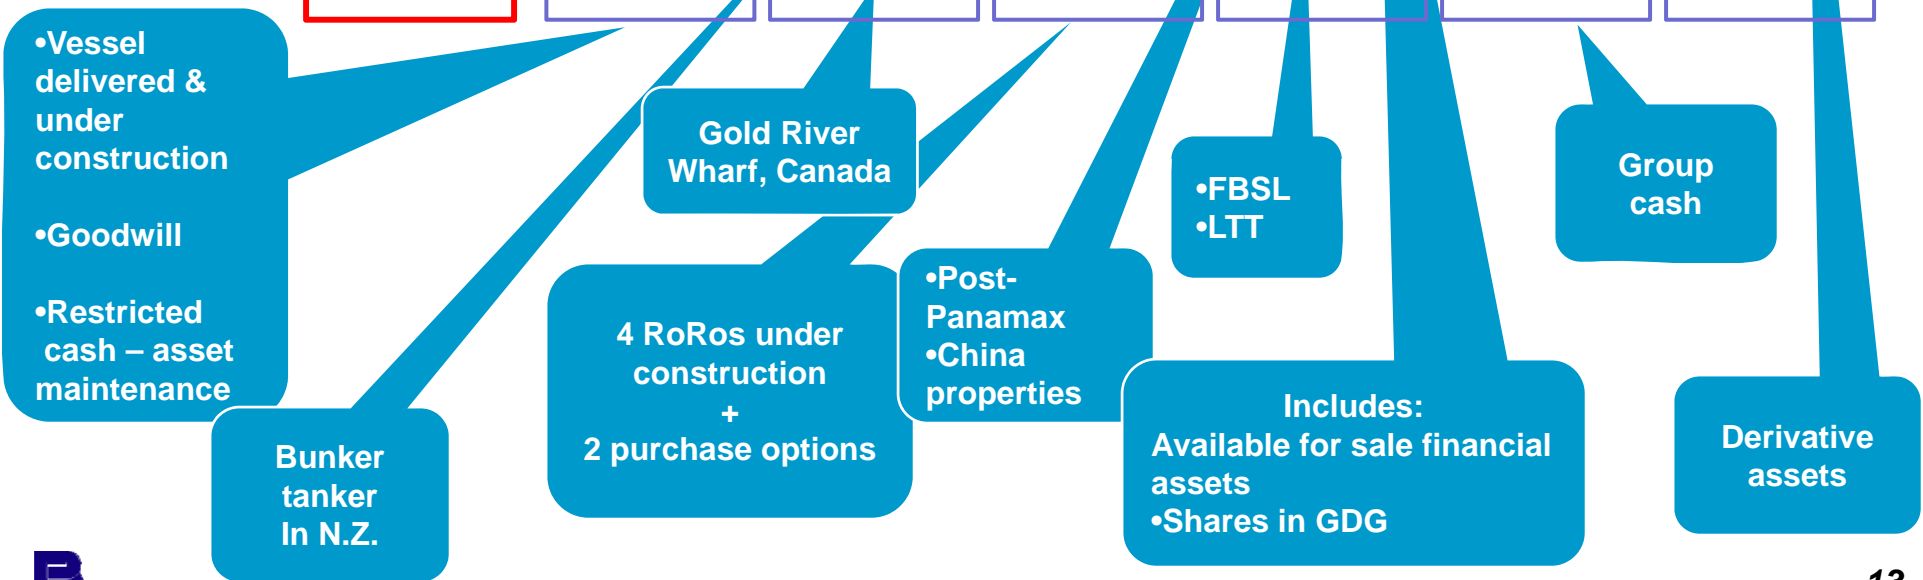 •Vessel
delivered &
under
construction
•Goodwill
•Restricted
cash – asset
maintenance
Bunker
tanker
In N.Z.
Gold River
Wharf, Canada
4 RoRos under
construction
+
2 purchase options
•Post-
Panamax
•China
properties
•FBSL
•LTT
Includes:
Available for sale financial
assets
•Shares in GDG
Group
cash
Derivative
assets